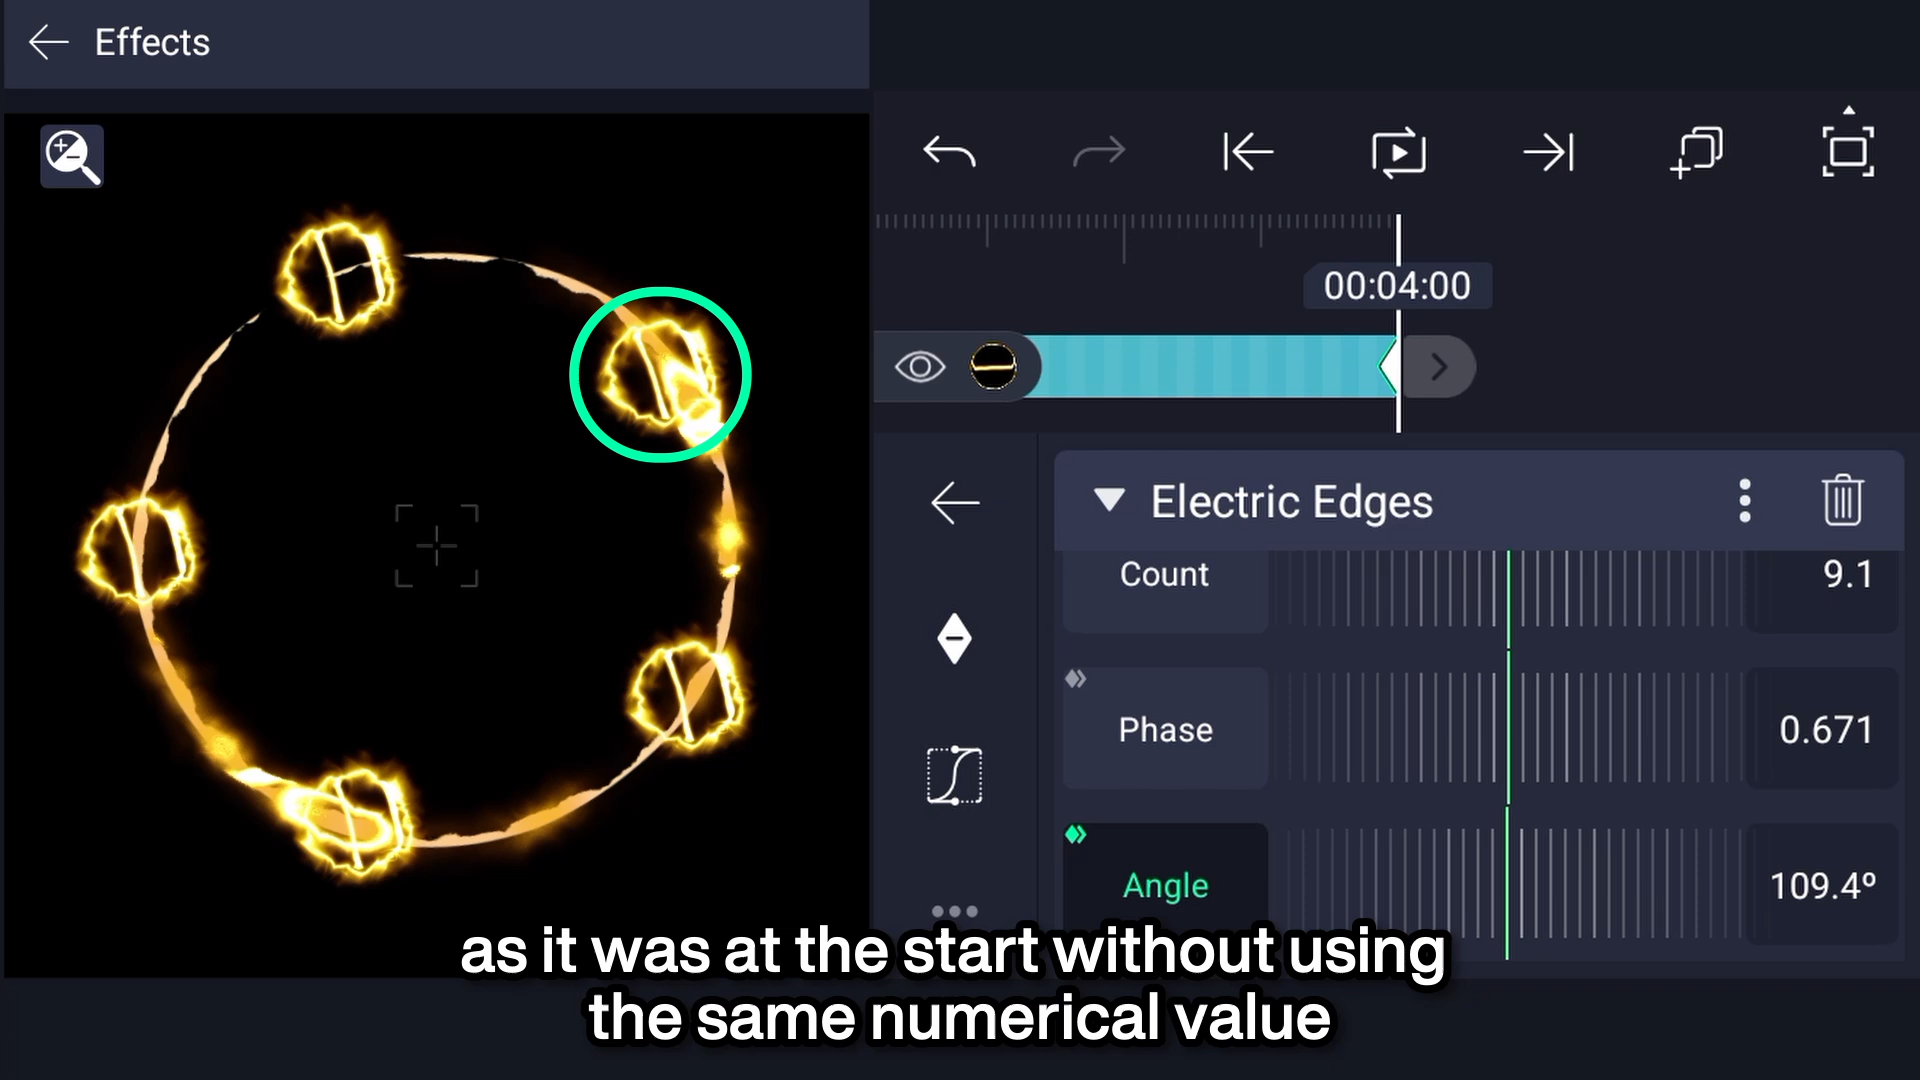 Effects
00:04:00
Electric Edges
Count
9.1
Phase
0.671
Angle
109.4º
as it was at the start without using
the same numerical value